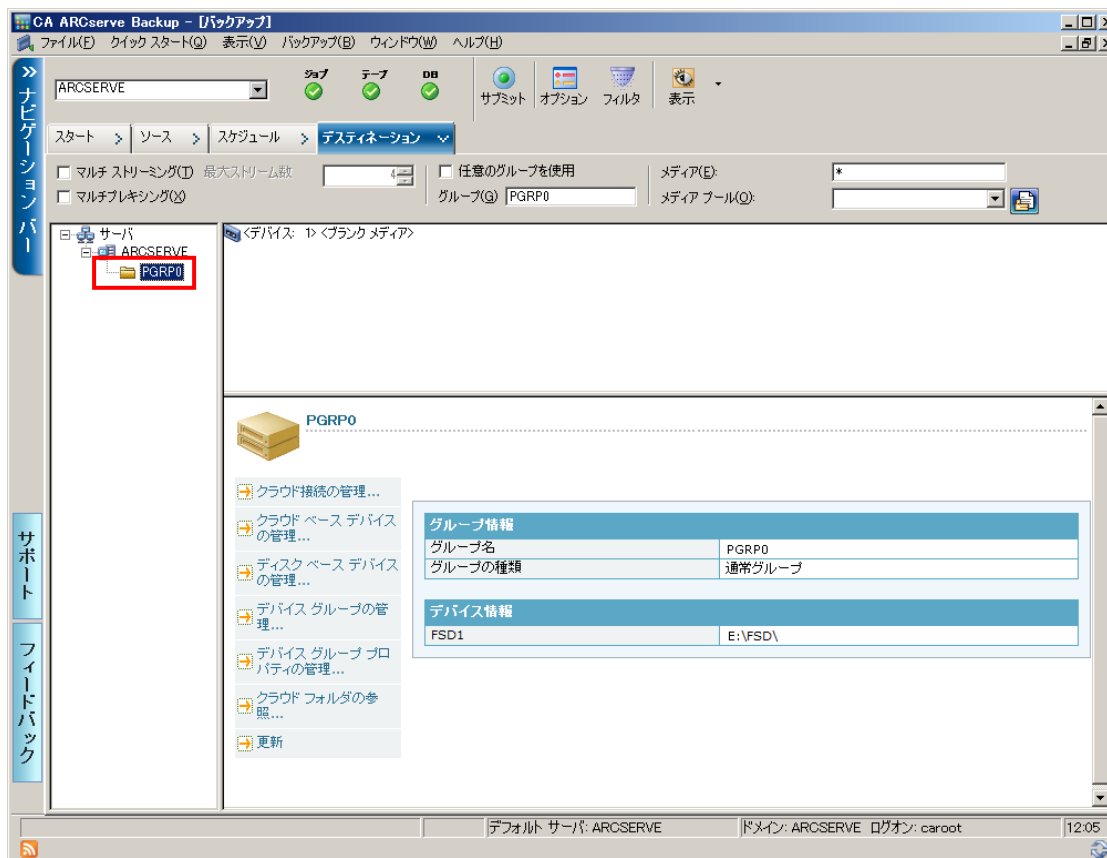 CA ARCserve Backup - [バックアップ]
ファイル(F) クイック スタート(Q) 表示(V) バックアップ(B) ウィンドウ(W) ヘルプ(H)
ナビゲーション バー
ARCSERVE
ジョブ テープ DB
サブミット オプション フィルタ 表示
スタート ソース スケジュール デスティネーション
マルチ ストリーミング(T) 最大ストリーム数 4 任意のグループを使用 メディア(E): *
マルチプレキシング(X) グループ(G) PGRP0 メディア プール(O):
サーバ
ARCSERVE
PGRP0
<デバイス: 1> <ブランク メディア>
PGRP0
クラウド接続の管理...
クラウド ベース デバイス
の管理...
ディスク ベース デバイス
の管理...
デバイス グループの管
理...
デバイス グループ プロ
パティの管理...
クラウド フォルダの参
照...
更新
グループ情報
グループ名 PGRP0
グループの種類 通常グループ
デバイス情報
FSD1 E:\FSD\
サポート
フィードバック
デフォルト サーバ: ARCSERVE ドメイン: ARCSERVE ログオン: caroot 12:05